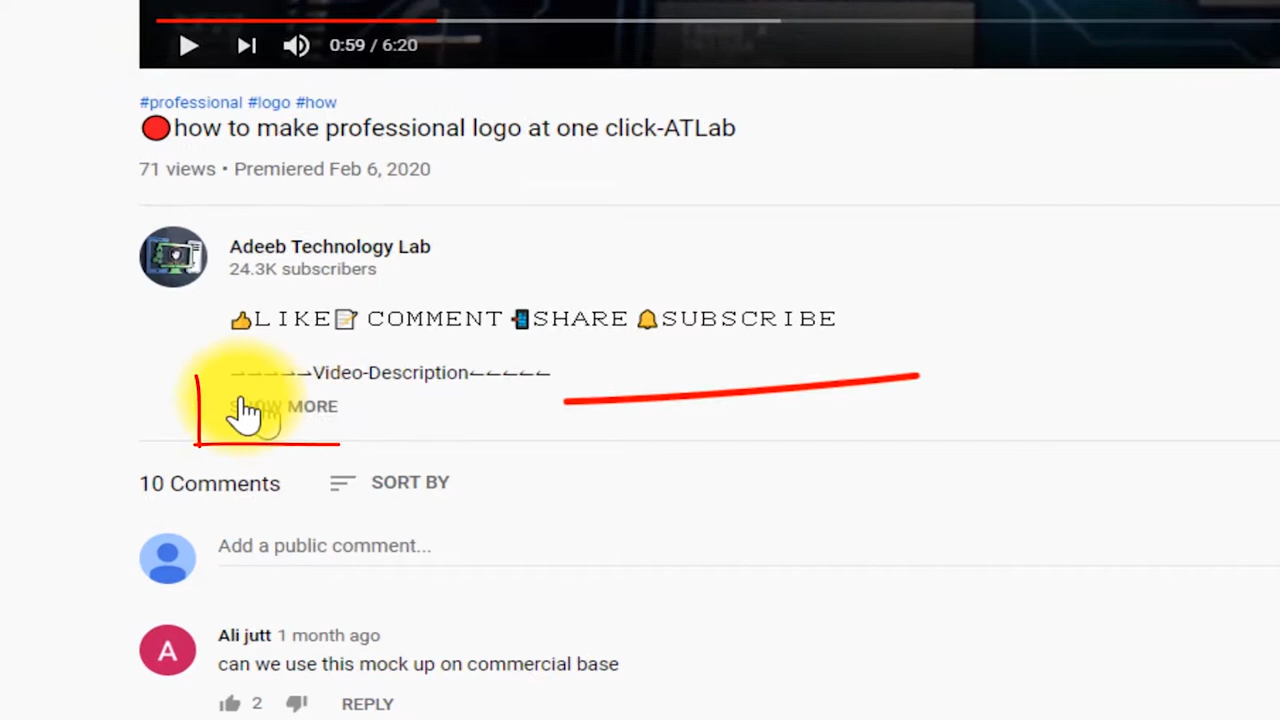 0:59 / 6:20
#professional #logo #how
🔴how to make professional logo at one click-ATLab
71 views • Premiered Feb 6, 2020
Adeeb Technology Lab
24.3K subscribers
👍LIKE📝 COMMENT 📲SHARE 🔔SUBSCRIBE
⇁⇁⇁⇁⇁Video-Description↼↼↼↼↼
SHOW MORE
10 Comments
SORT BY
Add a public comment...
A
Ali jutt 1 month ago
can we use this mock up on commercial base
2
REPLY